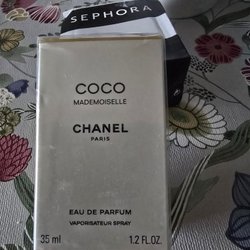 SEPHORA
COCO
MADEMOISELLE
CHANEL
PARIS
EAU DE PARFUM
VAPORISATEUR SPRAY
35 ml 1.2 FL.OZ.